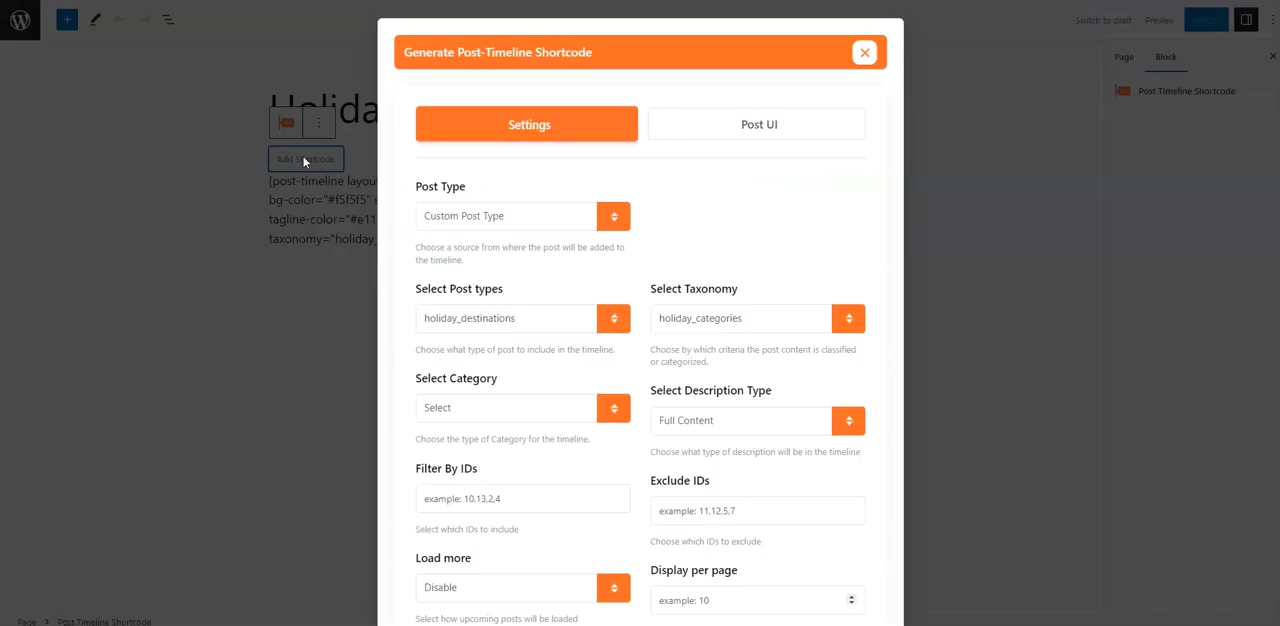 Switch to draft
Preview
Generate Post-Timeline Shortcode
Page
Block
Post Timeline Shortcode
Holida
Settings
Post UI
Add Shortcode
[post-timeline layou
bg-color="#f5f5f5" s
tagline-color="#e11
taxonomy="holiday_
Post Type
Custom Post Type
Choose a source from where the post will be added to
the timeline.
Select Post types
Select Taxonomy
holiday_destinations
holiday_categories
Choose what type of post to include in the timeline.
Choose by which criteria the post content is classified
or categorized.
Select Category
Select Description Type
Select
Full Content
Choose the type of Category for the timeline.
Choose what type of description will be in the timeline
Filter By IDs
Exclude IDs
example: 10,13,2,4
example: 11,12,5,7
Select which IDs to include
Choose which IDs to exclude
Load more
Display per page
Disable
example: 10
Select how upcoming posts will be loaded
Page
Post Timeline Shortcode